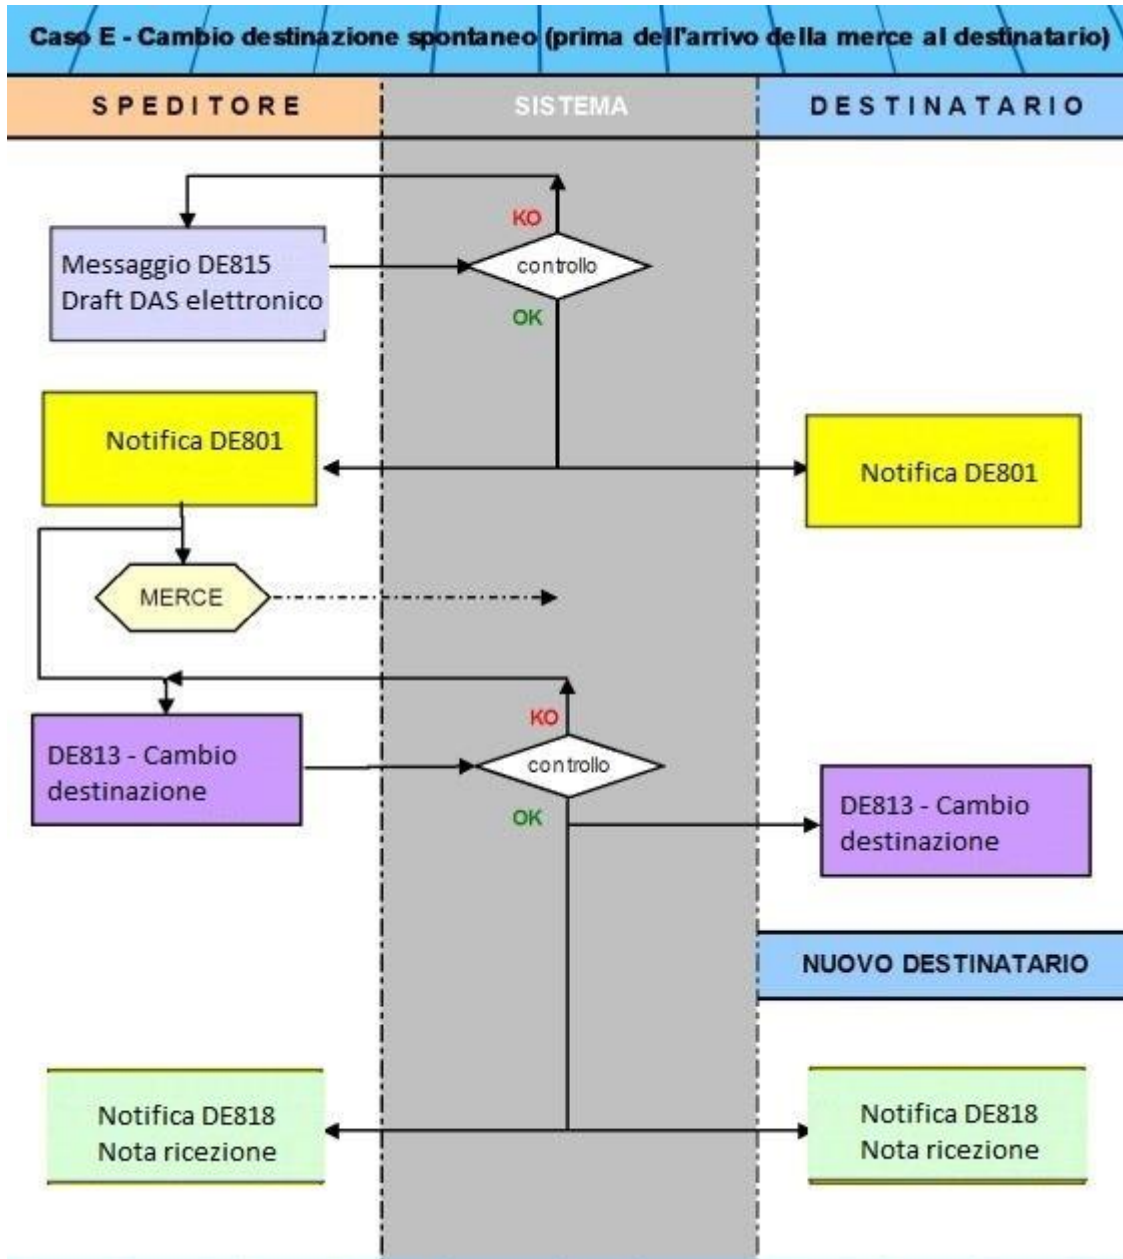 Caso E - Cambio destinazione spontaneo (prima dell'arrivo della merce al destinatario)
SPEDITORE
SISTEMA
DESTINATARIO
KO
Messaggio DE815
Draft DAS elettronico
controllo
OK
Notifica DE801
Notifica DE801
MERCE
KO
DE813 - Cambio
destinazione
controllo
OK
DE813 - Cambio
destinazione
NUOVO DESTINATARIO
Notifica DE818
Nota ricezione
Notifica DE818
Nota ricezione